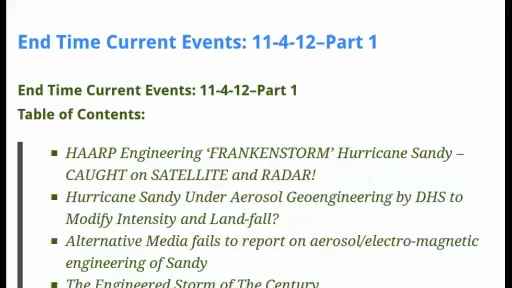 End Time Current Events: 11-4-12–Part 1
End Time Current Events: 11-4-12–Part 1
Table of Contents:
HAARP Engineering ‘FRANKENSTORM’ Hurricane Sandy –
CAUGHT on SATELLITE and RADAR!
Hurricane Sandy Under Aerosol Geoengineering by DHS to
Modify Intensity and Land-fall?
Alternative Media fails to report on aerosol/electro-magnetic
engineering of Sandy
The Engineered Storm of The Century